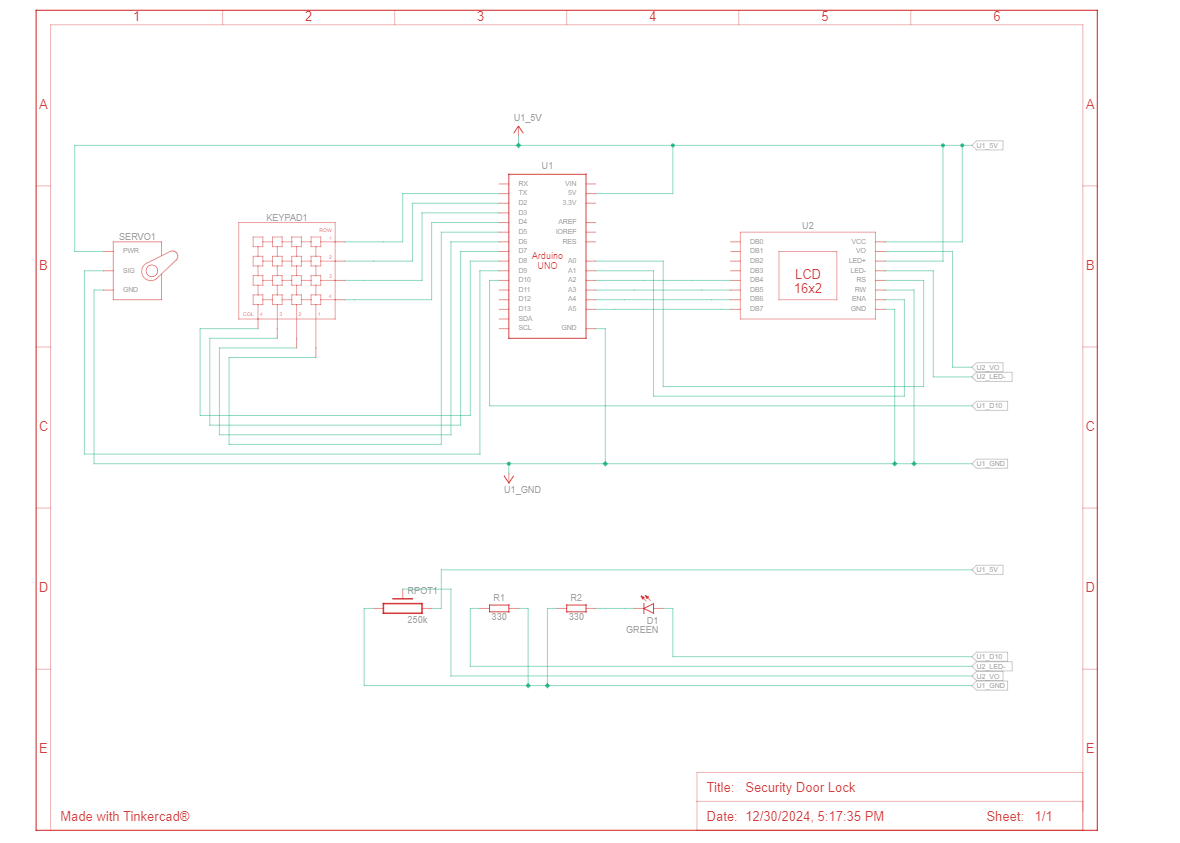 1 2 3 4 5 6
A A
U1_5V
U1_5V
U1
RX VIN
TX 5V
D2 3.3V
D3
D4 AREF
D5 IOREF
D6 RES
D7
D8 A0
D9 A1
D10 A2
D11 A3
D12 A4
D13 A5
SDA
SCL GND
Arduino
UNO
KEYPAD1
ROW
1
2
3
4
COL 4 3 2 1
SERVO1
PWR
SIG
GND
U2
DB0 VCC
DB1 VO
DB2 LED+
DB3 LED-
DB4 RS
DB5 RW
DB6 ENA
DB7 GND
LCD
16x2
B B
U2_VO
U2_LED-
U1_D10
C C
U1_GND
U1_GND
U1_5V
D D
RPOT1
250k
R1
330
R2
330
D1
GREEN
U1_D10
U2_LED-
U2_VO
U1_GND
E E
Title: Security Door Lock
Made with Tinkercad®
Date: 12/30/2024, 5:17:35 PM Sheet: 1/1